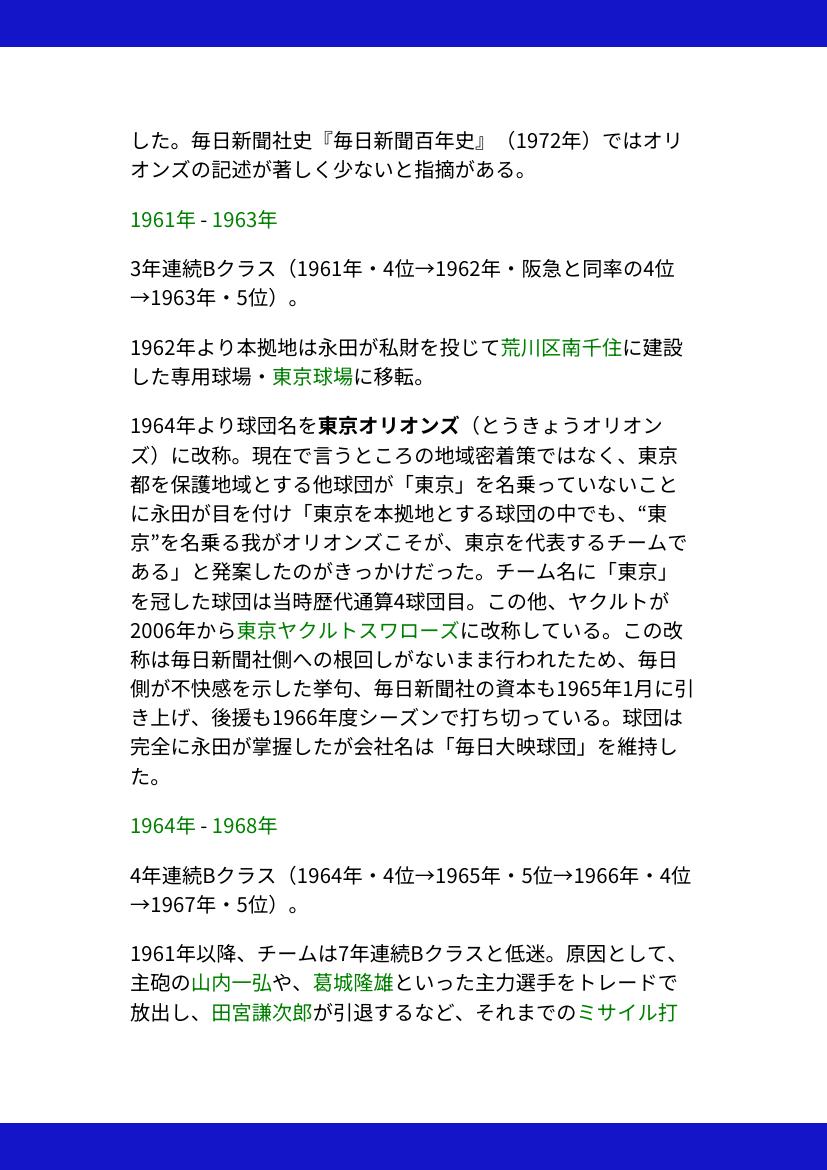 した。毎日新聞社史『毎日新聞百年史』（1972年）ではオリ
オンズの記述が著しく少ないと指摘がある。
1961年 - 1963年
3年連続Bクラス（1961年・4位→1962年・阪急と同率の4位
→1963年・5位）。
1962年より本拠地は永田が私財を投じて荒川区南千住に建設
した専用球場・東京球場に移転。
1964年より球団名を東京オリオンズ（とうきょうオリオン
ズ）に改称。現在で言うところの地域密着策ではなく、東京
都を保護地域とする他球団が「東京」を名乗っていないこと
に永田が目を付け「東京を本拠地とする球団の中でも、“東
京”を名乗る我がオリオンズこそが、東京を代表するチームで
ある」と発案したのがきっかけだった。チーム名に「東京」
を冠した球団は当時歴代通算4球団目。この他、ヤクルトが
2006年から東京ヤクルトスワローズに改称している。この改
称は毎日新聞社側への根回しがないまま行われたため、毎日
側が不快感を示した挙句、毎日新聞社の資本も1965年1月に引
き上げ、後援も1966年度シーズンで打ち切っている。球団は
完全に永田が掌握したが会社名は「毎日大映球団」を維持し
た。
1964年 - 1968年
4年連続Bクラス（1964年・4位→1965年・5位→1966年・4位
→1967年・5位）。
1961年以降、チームは7年連続Bクラスと低迷。原因として、
主砲の山内一弘や、葛城隆雄といった主力選手をトレードで
放出し、田宮謙次郎が引退するなど、それまでのミサイル打